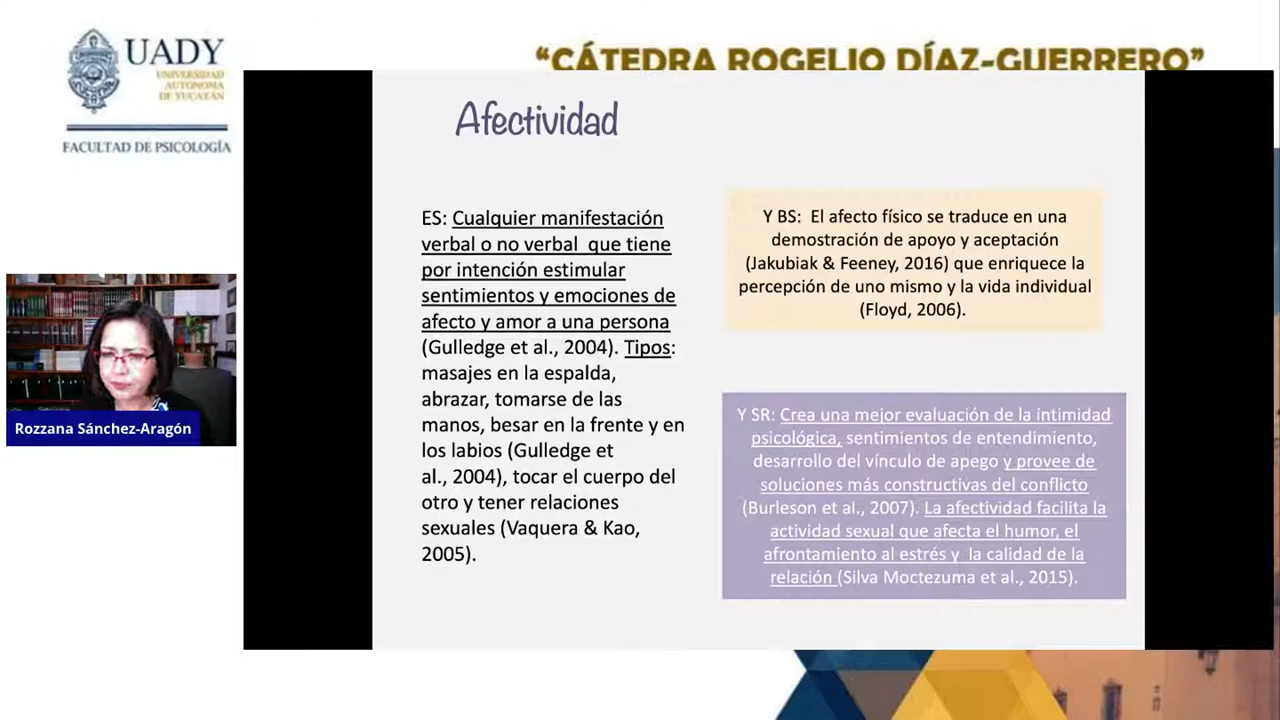 UADY
UNIVERSIDAD
AUTÓNOMA
DE YUCATÁN
FACULTAD DE PSICOLOGÍA
“CÁTEDRA ROGELIO DÍAZ-GUERRERO”
Afectividad
ES: Cualquier manifestación
verbal o no verbal que tiene
por intención estimular
sentimientos y emociones de
afecto y amor a una persona
(Gulledge et al., 2004). Tipos:
masajes en la espalda,
abrazar, tomarse de las
manos, besar en la frente y en
los labios (Gulledge et
al., 2004), tocar el cuerpo del
otro y tener relaciones
sexuales (Vaquera & Kao,
2005).
Y BS: El afecto físico se traduce en una
demostración de apoyo y aceptación
(Jakubiak & Feeney, 2016) que enriquece la
percepción de uno mismo y la vida individual
(Floyd, 2006).
Y SR: Crea una mejor evaluación de la intimidad
psicológica, sentimientos de entendimiento,
desarrollo del vínculo de apego y provee de
soluciones más constructivas del conflicto
(Burleson et al., 2007). La afectividad facilita la
actividad sexual que afecta el humor, el
afrontamiento al estrés y la calidad de la
relación (Silva Moctezuma et al., 2015).
Rozzana Sánchez-Aragón